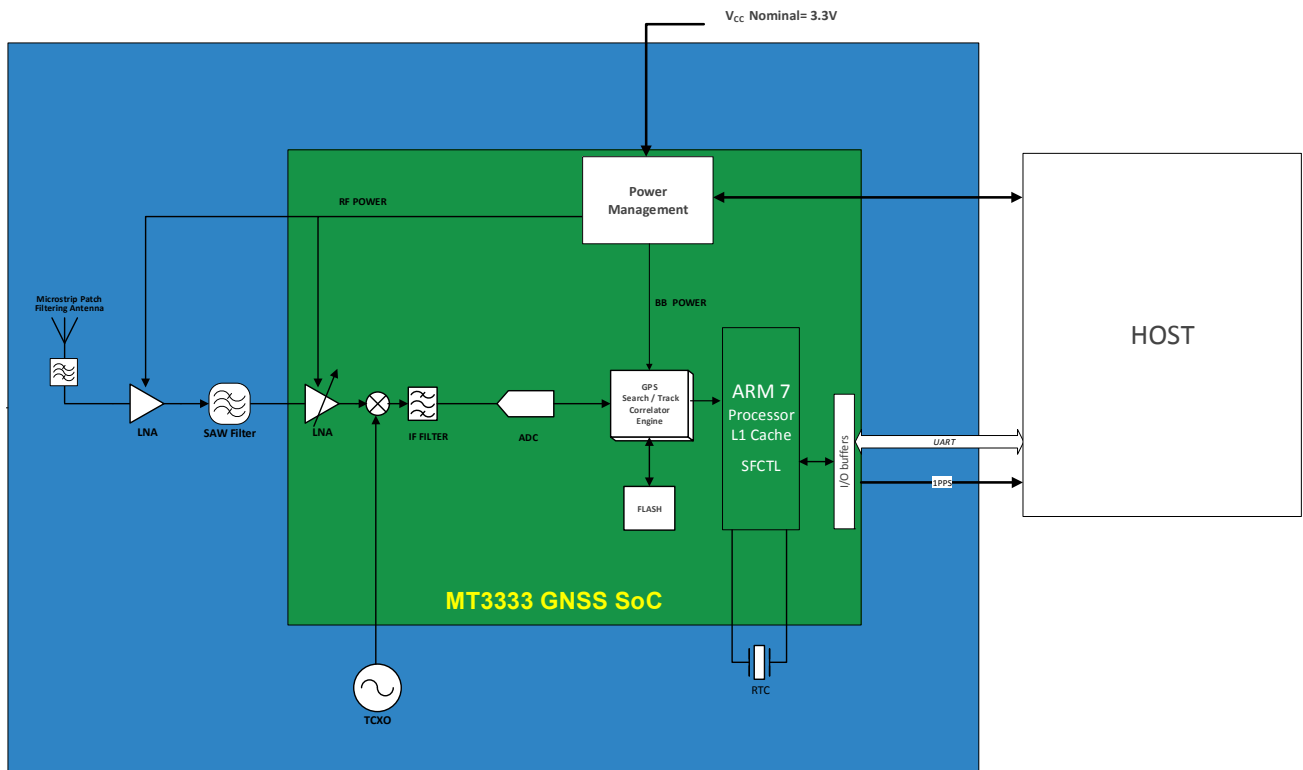 V_CC Nominal= 3.3V
Power
Management
RF POWER
BB  POWER
Microstrip Patch
Filtering Antenna
HOST
LNA
SAW Filter
LNA
IF FILTER
ADC
GPS
Search / Track
Correlator
Engine
ARM 7
Processor
L1 Cache
SFCTL
I/O buffers
UART
1PPS
FLASH
MT3333 GNSS SoC
RTC
TCXO